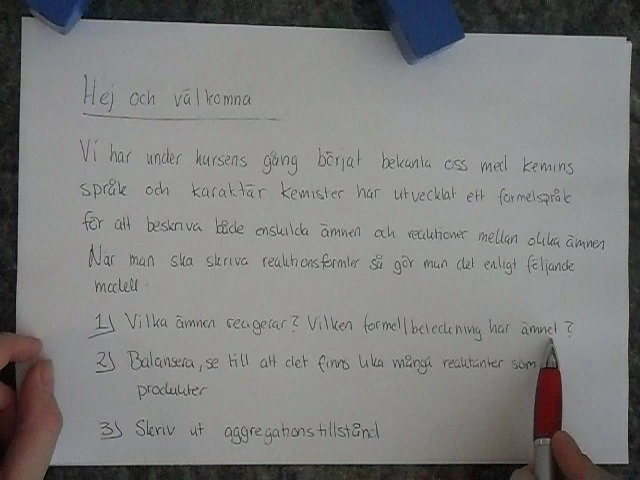 Hej och välkomna
Vi har under kursens gång börjat bekanta oss med kemins
språk och karaktär. Kemister har utvecklat ett formelspråk
för att beskriva både enskilda ämnen och reaktioner mellan olika ämnen
När man ska skriva reaktionsformler så gör man det enligt följande
modell:
1) Vilka ämnen reagerar? Vilken formellbeteckning har ämnet?
2) Balansera, se till att det finns lika många reaktanter som
produkter
3) Skriv ut aggregationstillstånd